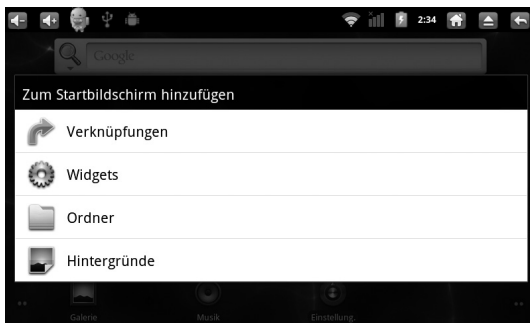 2:34
Google
Zum Startbildschirm hinzufügen
Verknüpfungen
Widgets
Ordner
Hintergründe
Galerie Musik Einstellung.